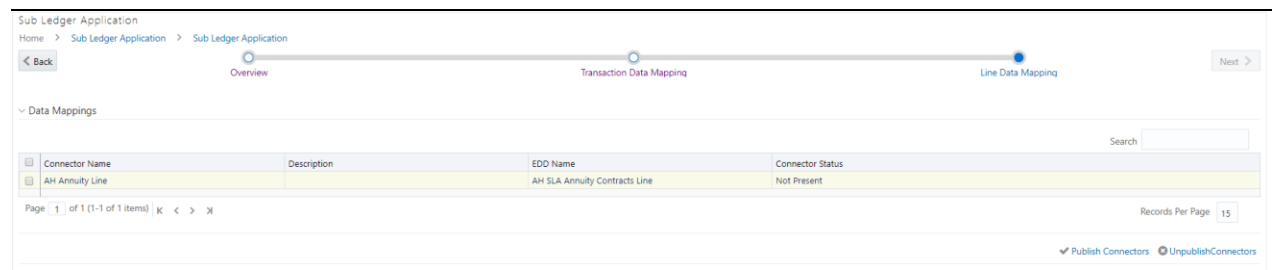 Sub Ledger Application
Home > Sub Ledger Application > Sub Ledger Application
< Back
Overview
Transaction Data Mapping
Line Data Mapping
Next >
Data Mappings
Search
Connector Name Description EDD Name Connector Status
AH Annuity Line AH SLA Annuity Contracts Line Not Present
Page 1 of 1 (1-1 of 1 items) Records Per Page 15
Publish Connectors UnpublishConnectors